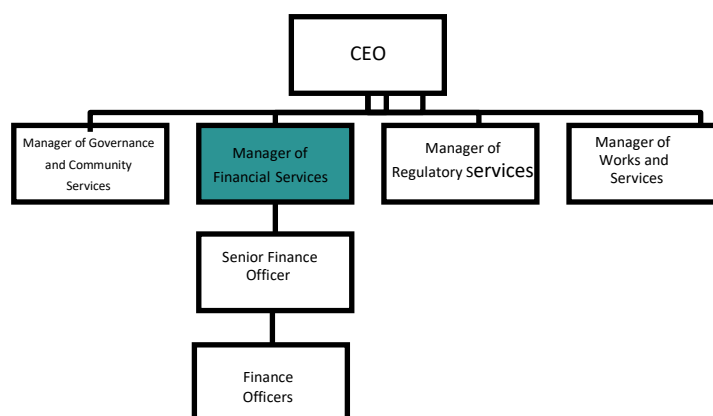 CEO
Manager of Governance
and Community
Services
Manager of
Financial Services
Manager of
Regulatory Services
Manager of
Works and
Services
Senior Finance
Officer
Finance
Officers